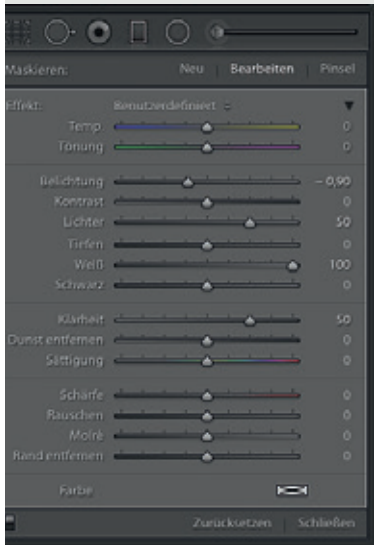 Maskieren: Neu Bearbeiten Pinsel
Effekt: Benutzerdefiniert
Temp. 0
Tönung 0
Belichtung – 0,90
Kontrast 0
Lichter 50
Tiefen 0
Weiß 100
Schwarz 0
Klarheit 50
Dunst entfernen 0
Sättigung 0
Schärfe 0
Rauschen 0
Moiré 0
Rand entfernen 0
Farbe
Zurücksetzen Schließen